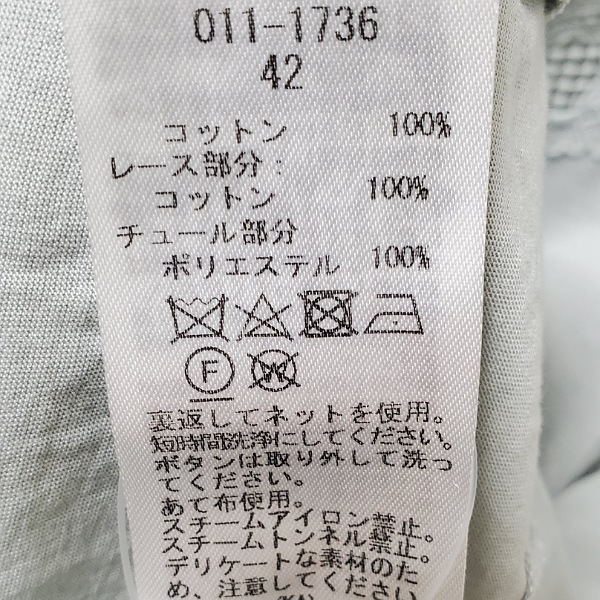 011-1736
42
コットン 100%
レース部分：
コットン 100%
チュール部分
ポリエステル 100%
F
W
裏返してネットを使用。
短時間洗浄にしてください。
ボタンは取り外して洗っ
てください。
あて布使用。
スチームアイロン禁止。
スチームトンネル禁止。
デリケートな素材のた
め、注意してください